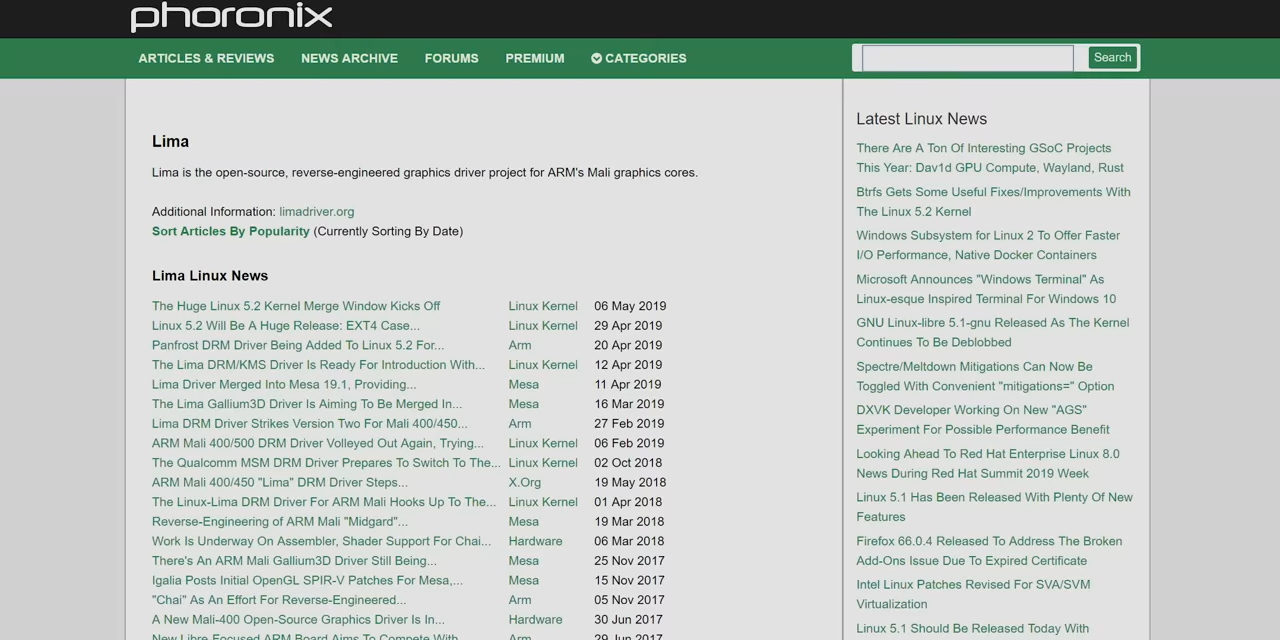 phoronix
ARTICLES & REVIEWS NEWS ARCHIVE FORUMS PREMIUM CATEGORIES Search
Lima
Lima is the open-source, reverse-engineered graphics driver project for ARM's Mali graphics cores.
Additional Information: limadriver.org
Sort Articles By Popularity (Currently Sorting By Date)
Lima Linux News
The Huge Linux 5.2 Kernel Merge Window Kicks Off Linux Kernel 06 May 2019
Linux 5.2 Will Be A Huge Release: EXT4 Case... Linux Kernel 29 Apr 2019
Panfrost DRM Driver Being Added To Linux 5.2 For... Arm 20 Apr 2019
The Lima DRM/KMS Driver Is Ready For Introduction With... Linux Kernel 12 Apr 2019
Lima Driver Merged Into Mesa 19.1, Providing... Mesa 11 Apr 2019
The Lima Gallium3D Driver Is Aiming To Be Merged In... Mesa 16 Mar 2019
Lima DRM Driver Strikes Version Two For Mali 400/450... Arm 27 Feb 2019
ARM Mali 400/500 DRM Driver Volleyed Out Again, Trying... Linux Kernel 06 Feb 2019
The Qualcomm MSM DRM Driver Prepares To Switch To The... Linux Kernel 02 Oct 2018
ARM Mali 400/450 "Lima" DRM Driver Steps... X.Org 19 May 2018
The Linux-Lima DRM Driver For ARM Mali Hooks Up To The... Linux Kernel 01 Apr 2018
Reverse-Engineering of ARM Mali "Midgard"... Mesa 19 Mar 2018
Work Is Underway On Assembler, Shader Support For Chai... Hardware 06 Mar 2018
There's An ARM Mali Gallium3D Driver Still Being... Mesa 25 Nov 2017
Igalia Posts Initial OpenGL SPIR-V Patches For Mesa,... Mesa 15 Nov 2017
"Chai" As An Effort For Reverse-Engineered... Arm 05 Nov 2017
A New Mali-400 Open-Source Graphics Driver Is In... Hardware 30 Jun 2017
New Libre Focused ARM Board Aims To Compete With Arm 29 Jun 2017
Latest Linux News
There Are A Ton Of Interesting GSoC Projects
This Year: Dav1d GPU Compute, Wayland, Rust
Btrfs Gets Some Useful Fixes/Improvements With
The Linux 5.2 Kernel
Windows Subsystem for Linux 2 To Offer Faster
I/O Performance, Native Docker Containers
Microsoft Announces "Windows Terminal" As
Linux-esque Inspired Terminal For Windows 10
GNU Linux-libre 5.1-gnu Released As The Kernel
Continues To Be Deblobbed
Spectre/Meltdown Mitigations Can Now Be
Toggled With Convenient "mitigations=" Option
DXVK Developer Working On New "AGS"
Experiment For Possible Performance Benefit
Looking Ahead To Red Hat Enterprise Linux 8.0
News During Red Hat Summit 2019 Week
Linux 5.1 Has Been Released With Plenty Of New
Features
Firefox 66.0.4 Released To Address The Broken
Add-Ons Issue Due To Expired Certificate
Intel Linux Patches Revised For SVA/SVM
Virtualization
Linux 5.1 Should Be Released Today With